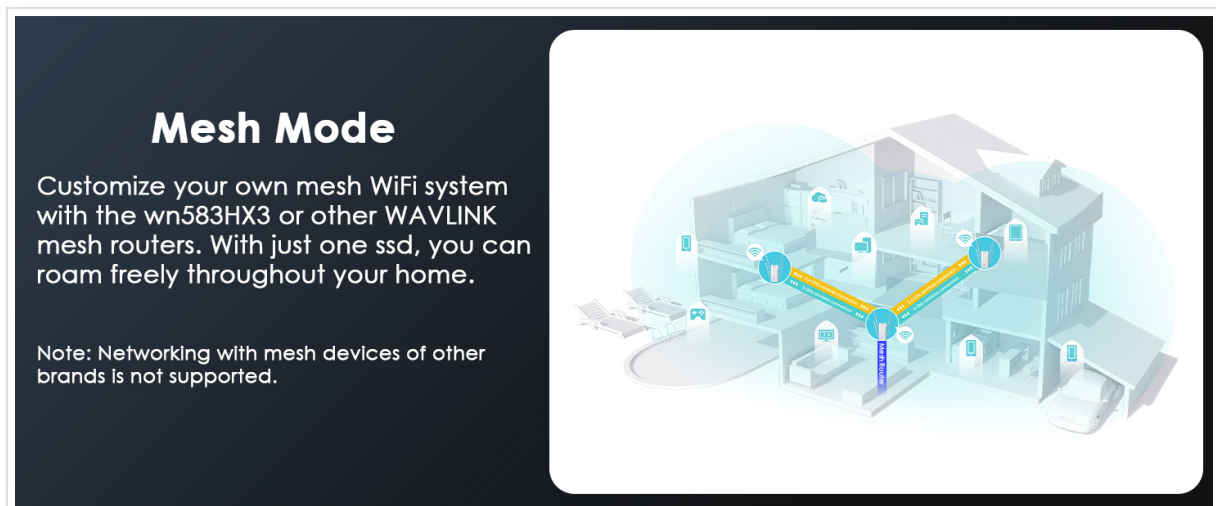 Mesh Mode
Customize your own mesh WiFi system
with the wn583HX3 or other WAVLINK
mesh routers. With just one ssd, you can
roam freely throughout your home.
Note: Networking with mesh devices of other
brands is not supported.
Mesh Router